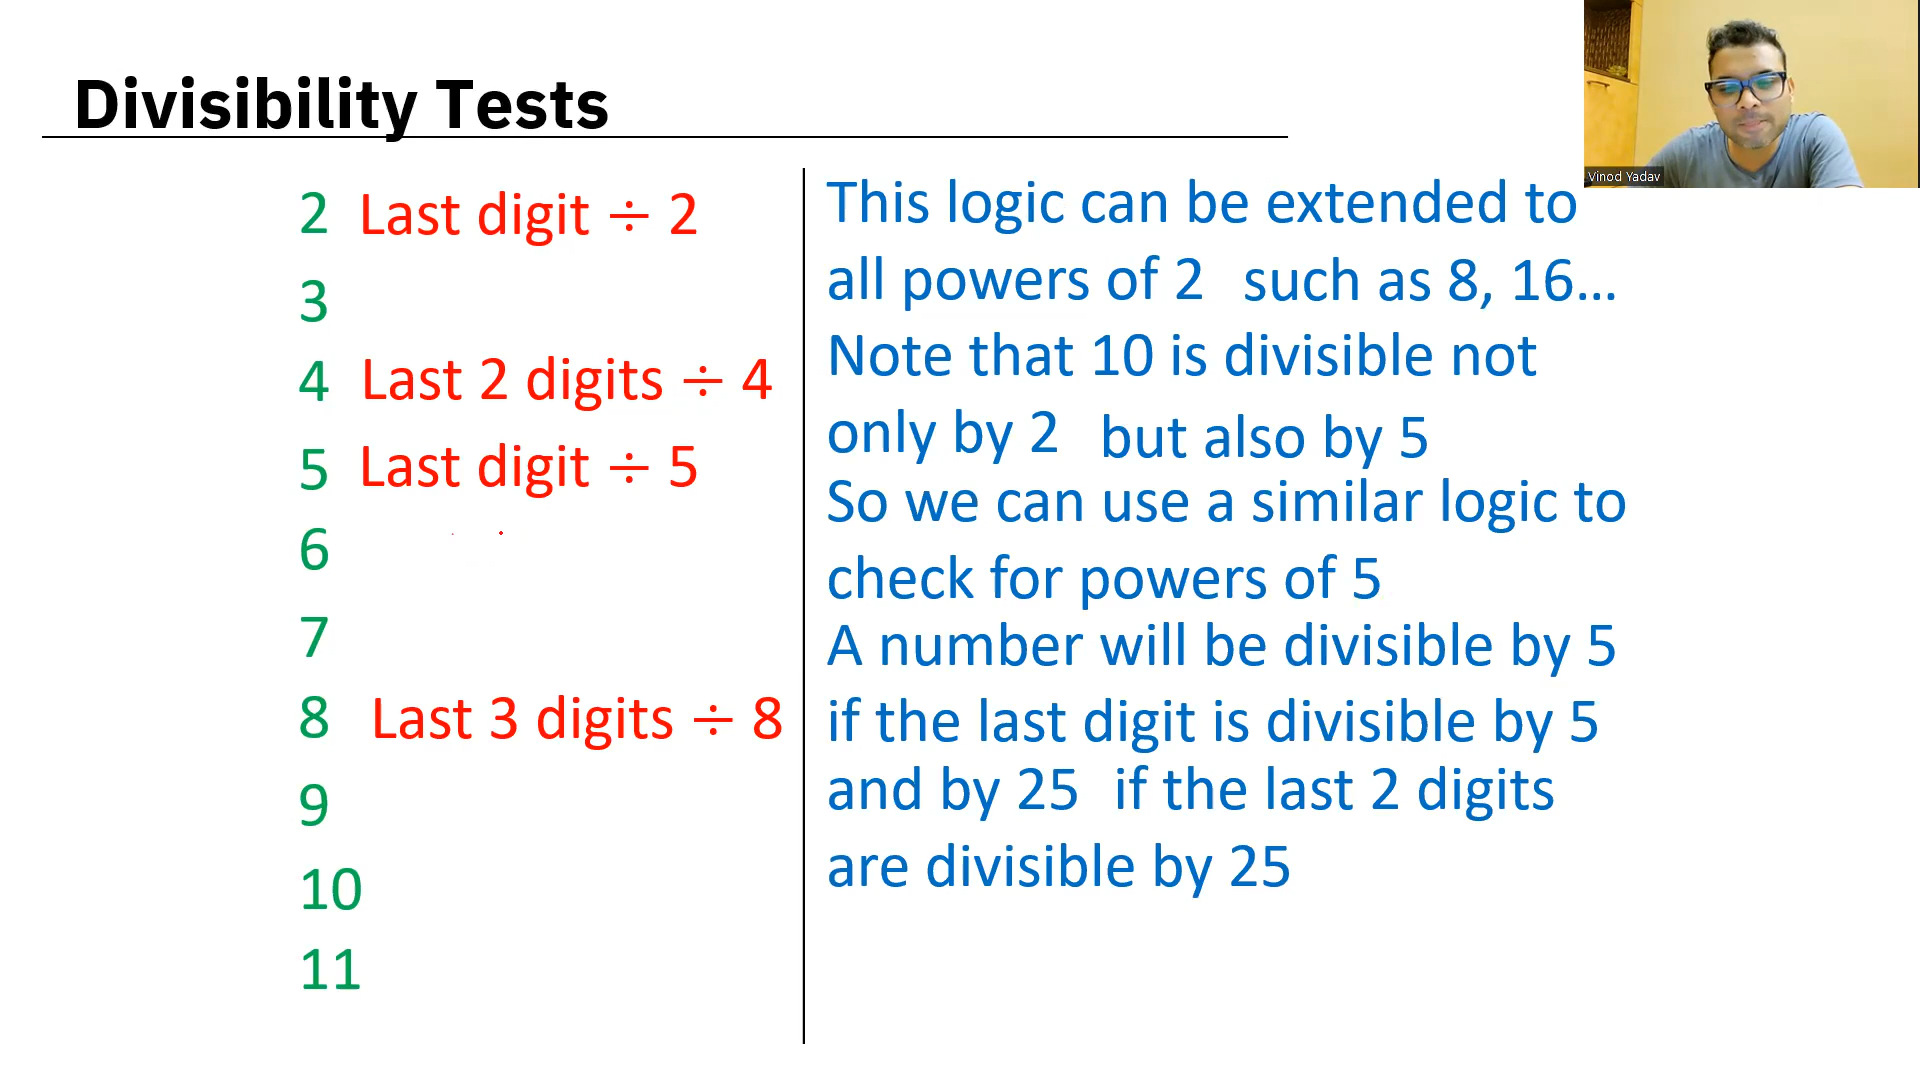 Divisibility Tests
Vinod Yadav
2 Last digit ÷ 2
3
4 Last 2 digits ÷ 4
5 Last digit ÷ 5
6
7
8 Last 3 digits ÷ 8
9
10
11
This logic can be extended to
all powers of 2 such as 8, 16...
Note that 10 is divisible not
only by 2 but also by 5
So we can use a similar logic to
check for powers of 5
A number will be divisible by 5
if the last digit is divisible by 5
and by 25 if the last 2 digits
are divisible by 25